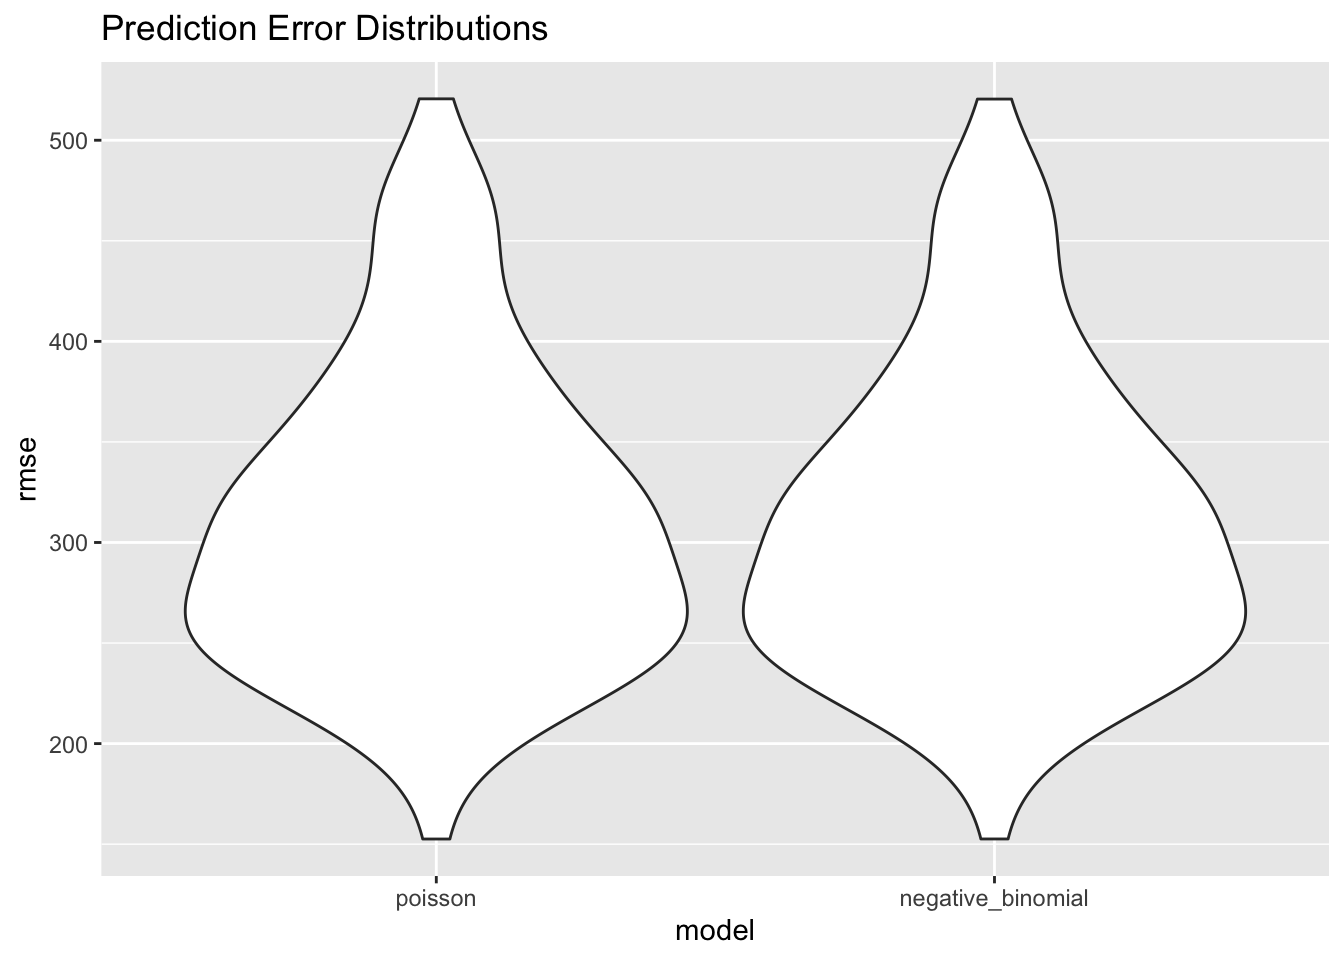 Prediction Error Distributions
500
400
300
200
rmse
poisson
negative_binomial
model